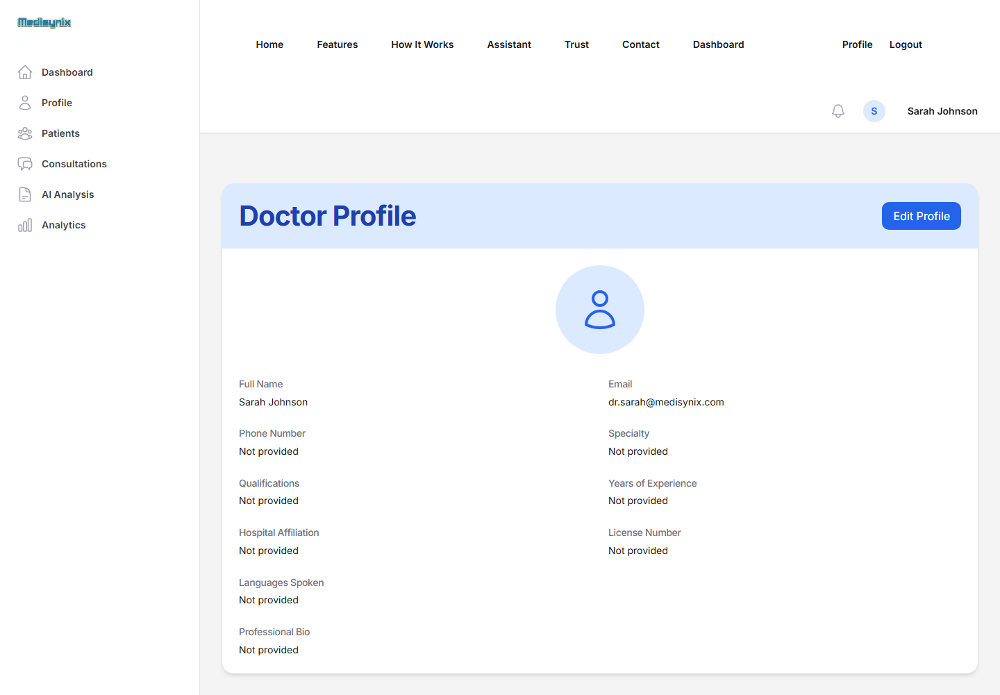 Medisynix
Dashboard
Profile
Patients
Consultations
AI Analysis
Analytics
Home Features How It Works Assistant Trust Contact Dashboard Profile Logout
S Sarah Johnson
Doctor Profile Edit Profile
Full Name Email
Sarah Johnson dr.sarah@medisynix.com
Phone Number Specialty
Not provided Not provided
Qualifications Years of Experience
Not provided Not provided
Hospital Affiliation License Number
Not provided Not provided
Languages Spoken
Not provided
Professional Bio
Not provided